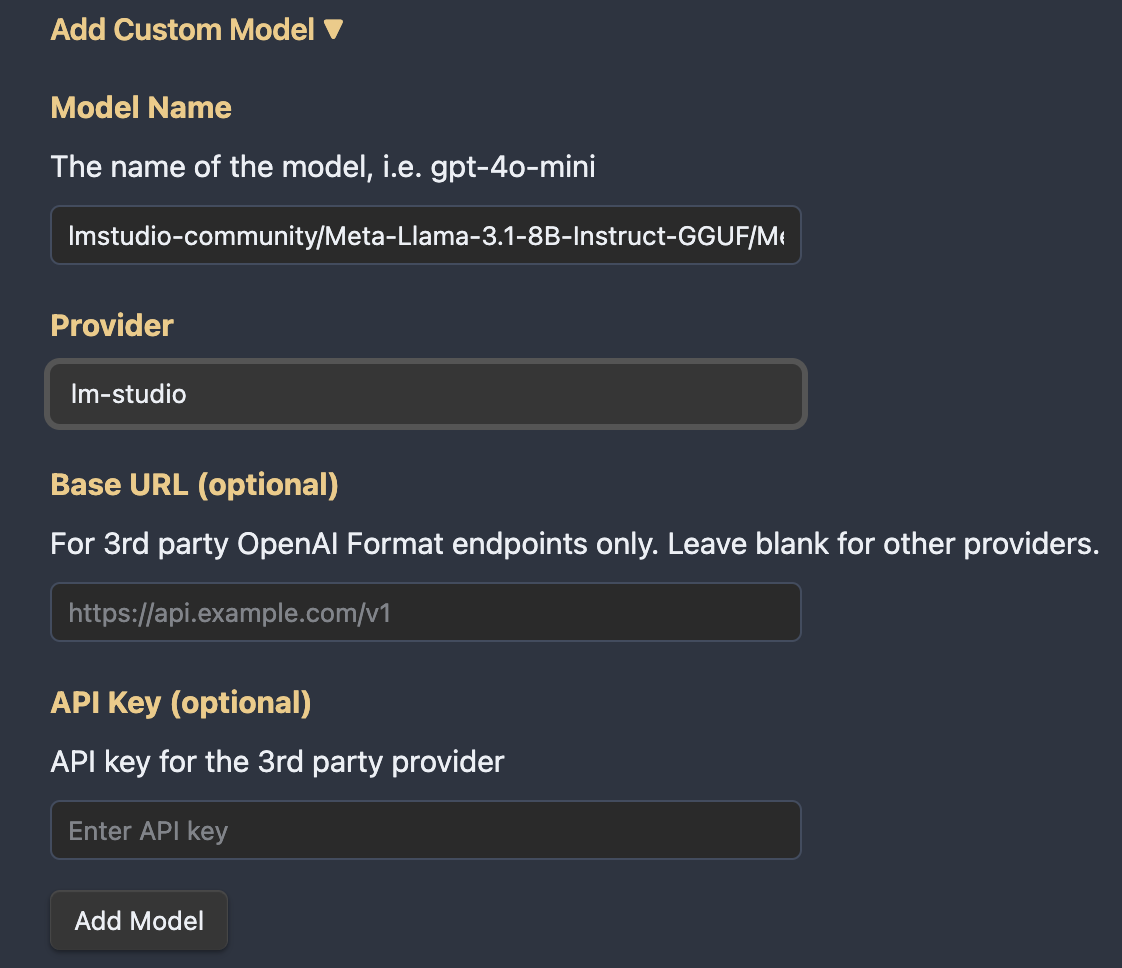 Add Custom Model ▼
Model Name
The name of the model, i.e. gpt-4o-mini
lmstudio-community/Meta-Llama-3.1-8B-Instruct-GGUF/Me
Provider
lm-studio
Base URL (optional)
For 3rd party OpenAI Format endpoints only. Leave blank for other providers.
https://api.example.com/v1
API Key (optional)
API key for the 3rd party provider
Enter API key
Add Model